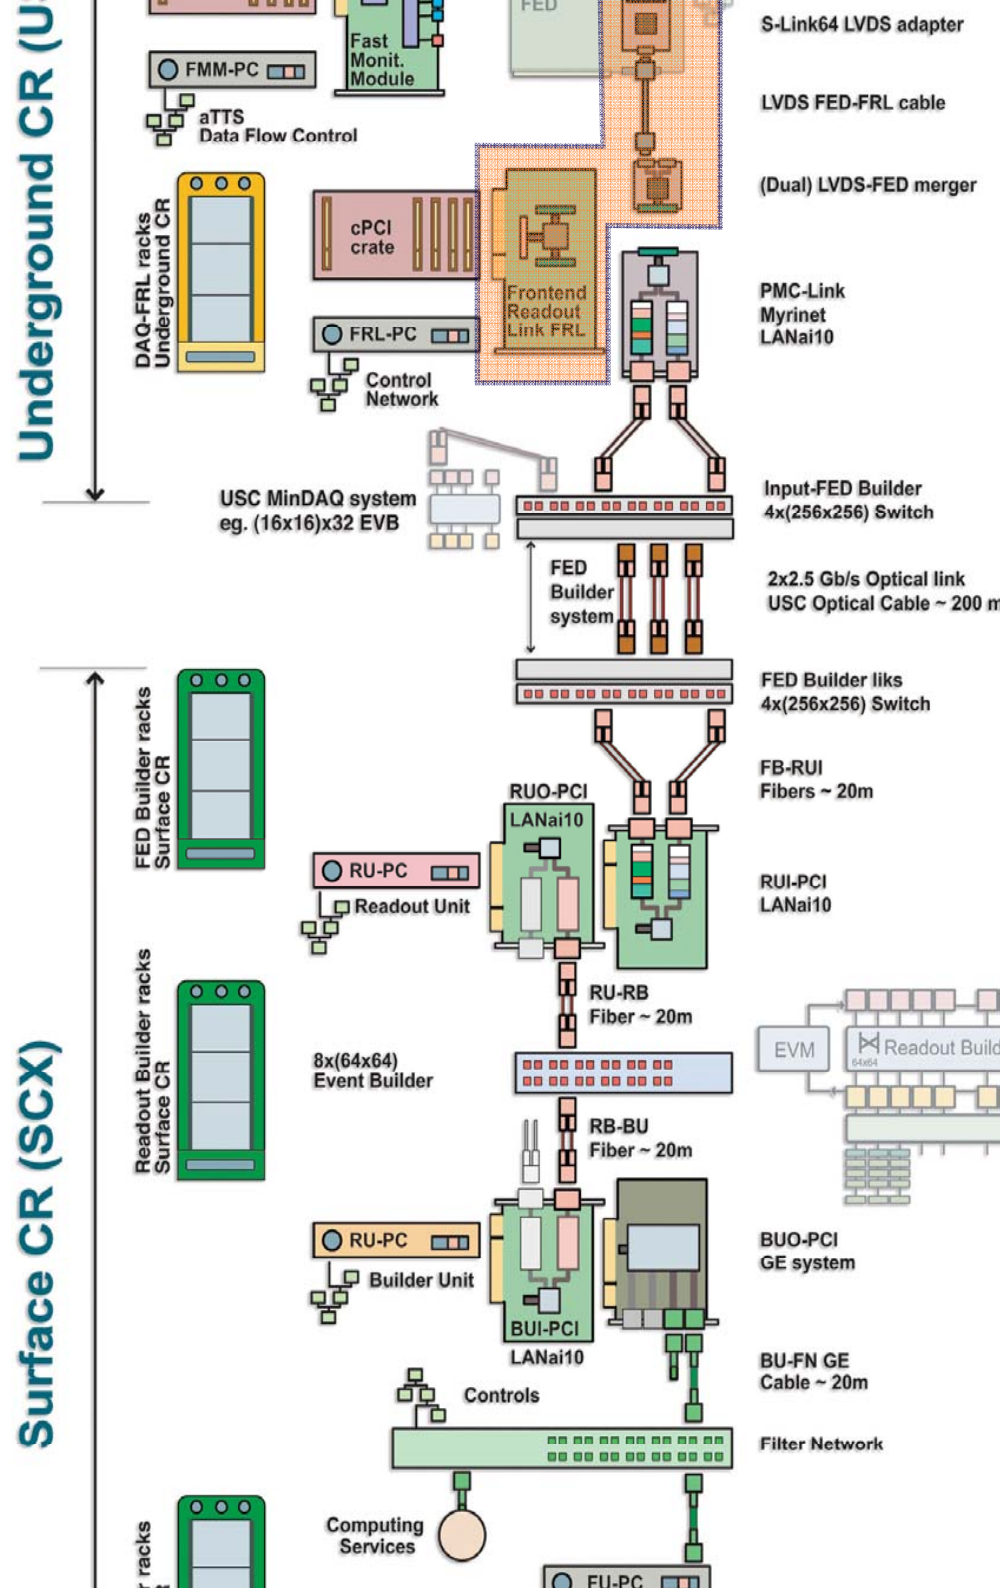 Underground CR (US
FED
S-Link64 LVDS adapter
Fast
Monit.
Module
FMM-PC
aTTS
Data Flow Control
LVDS FED-FRL cable
(Dual) LVDS-FED merger
DAQ-FRL racks
Underground CR
cPCI
crate
Frontend
Readout
Link FRL
FRL-PC
Control
Network
PMC-Link
Myrinet
LANai10
USC MinDAQ system
eg. (16x16)x32 EVB
Input-FED Builder
4x(256x256) Switch
FED
Builder
system
2x2.5 Gb/s Optical link
USC Optical Cable ~ 200 m
FED Builder liks
4x(256x256) Switch
FED Builder racks
Surface CR
FB-RUI
Fibers ~ 20m
RUO-PCI
LANai10
RU-PC
Readout Unit
RUI-PCI
LANai10
Surface CR (SCX)
Readout Builder racks
Surface CR
RU-RB
Fiber ~ 20m
8x(64x64)
Event Builder
EVM
64x64
Readout Build
RB-BU
Fiber ~ 20m
RU-PC
Builder Unit
BUI-PCI
LANai10
BUO-PCI
GE system
BU-FN GE
Cable ~ 20m
Controls
Filter Network
Computing
Services
r racks
FU-PC